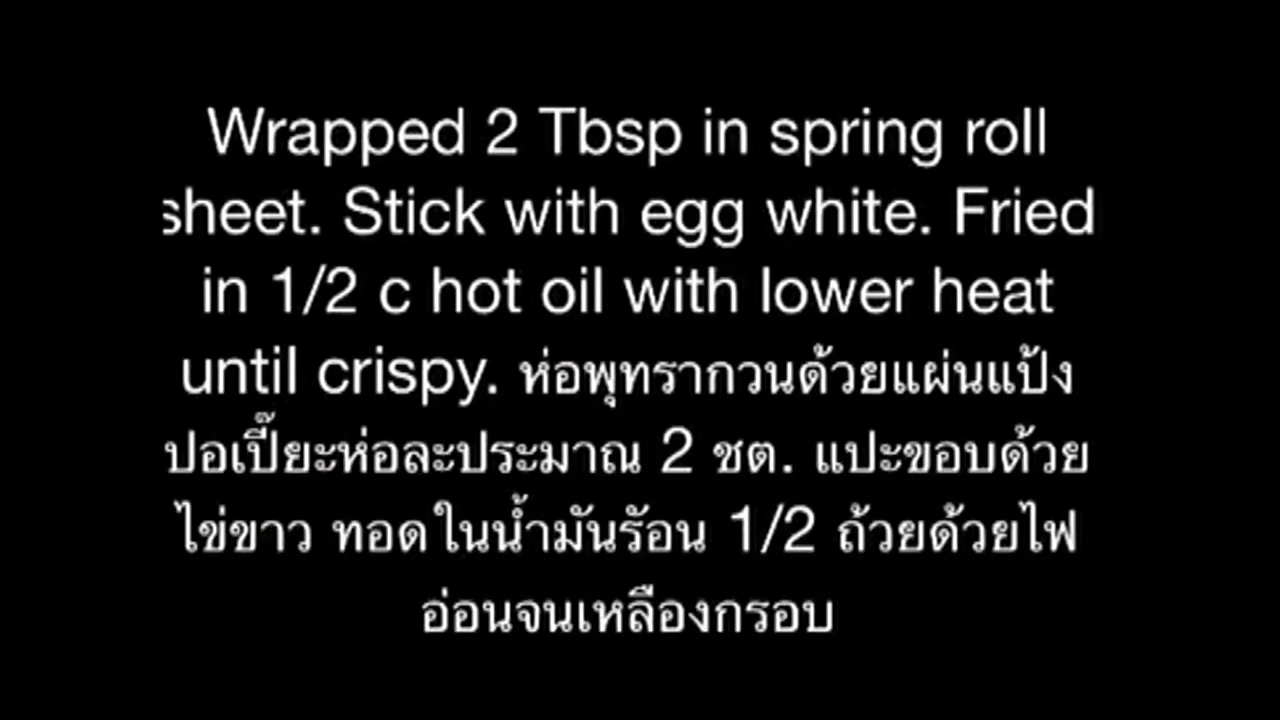 Wrapped 2 Tbsp in spring roll
sheet. Stick with egg white. Fried
in 1/2 c hot oil with lower heat
until crispy. ห่อพุทรากวนด้วยแผ่นแป้ง
ปอเปี๊ยะห่อละประมาณ 2 ชต. แปะขอบด้วย
ไข่ขาว ทอดในน้ำมันร้อน 1/2 ถ้วยด้วยไฟ
อ่อนจนเหลืองกรอบ